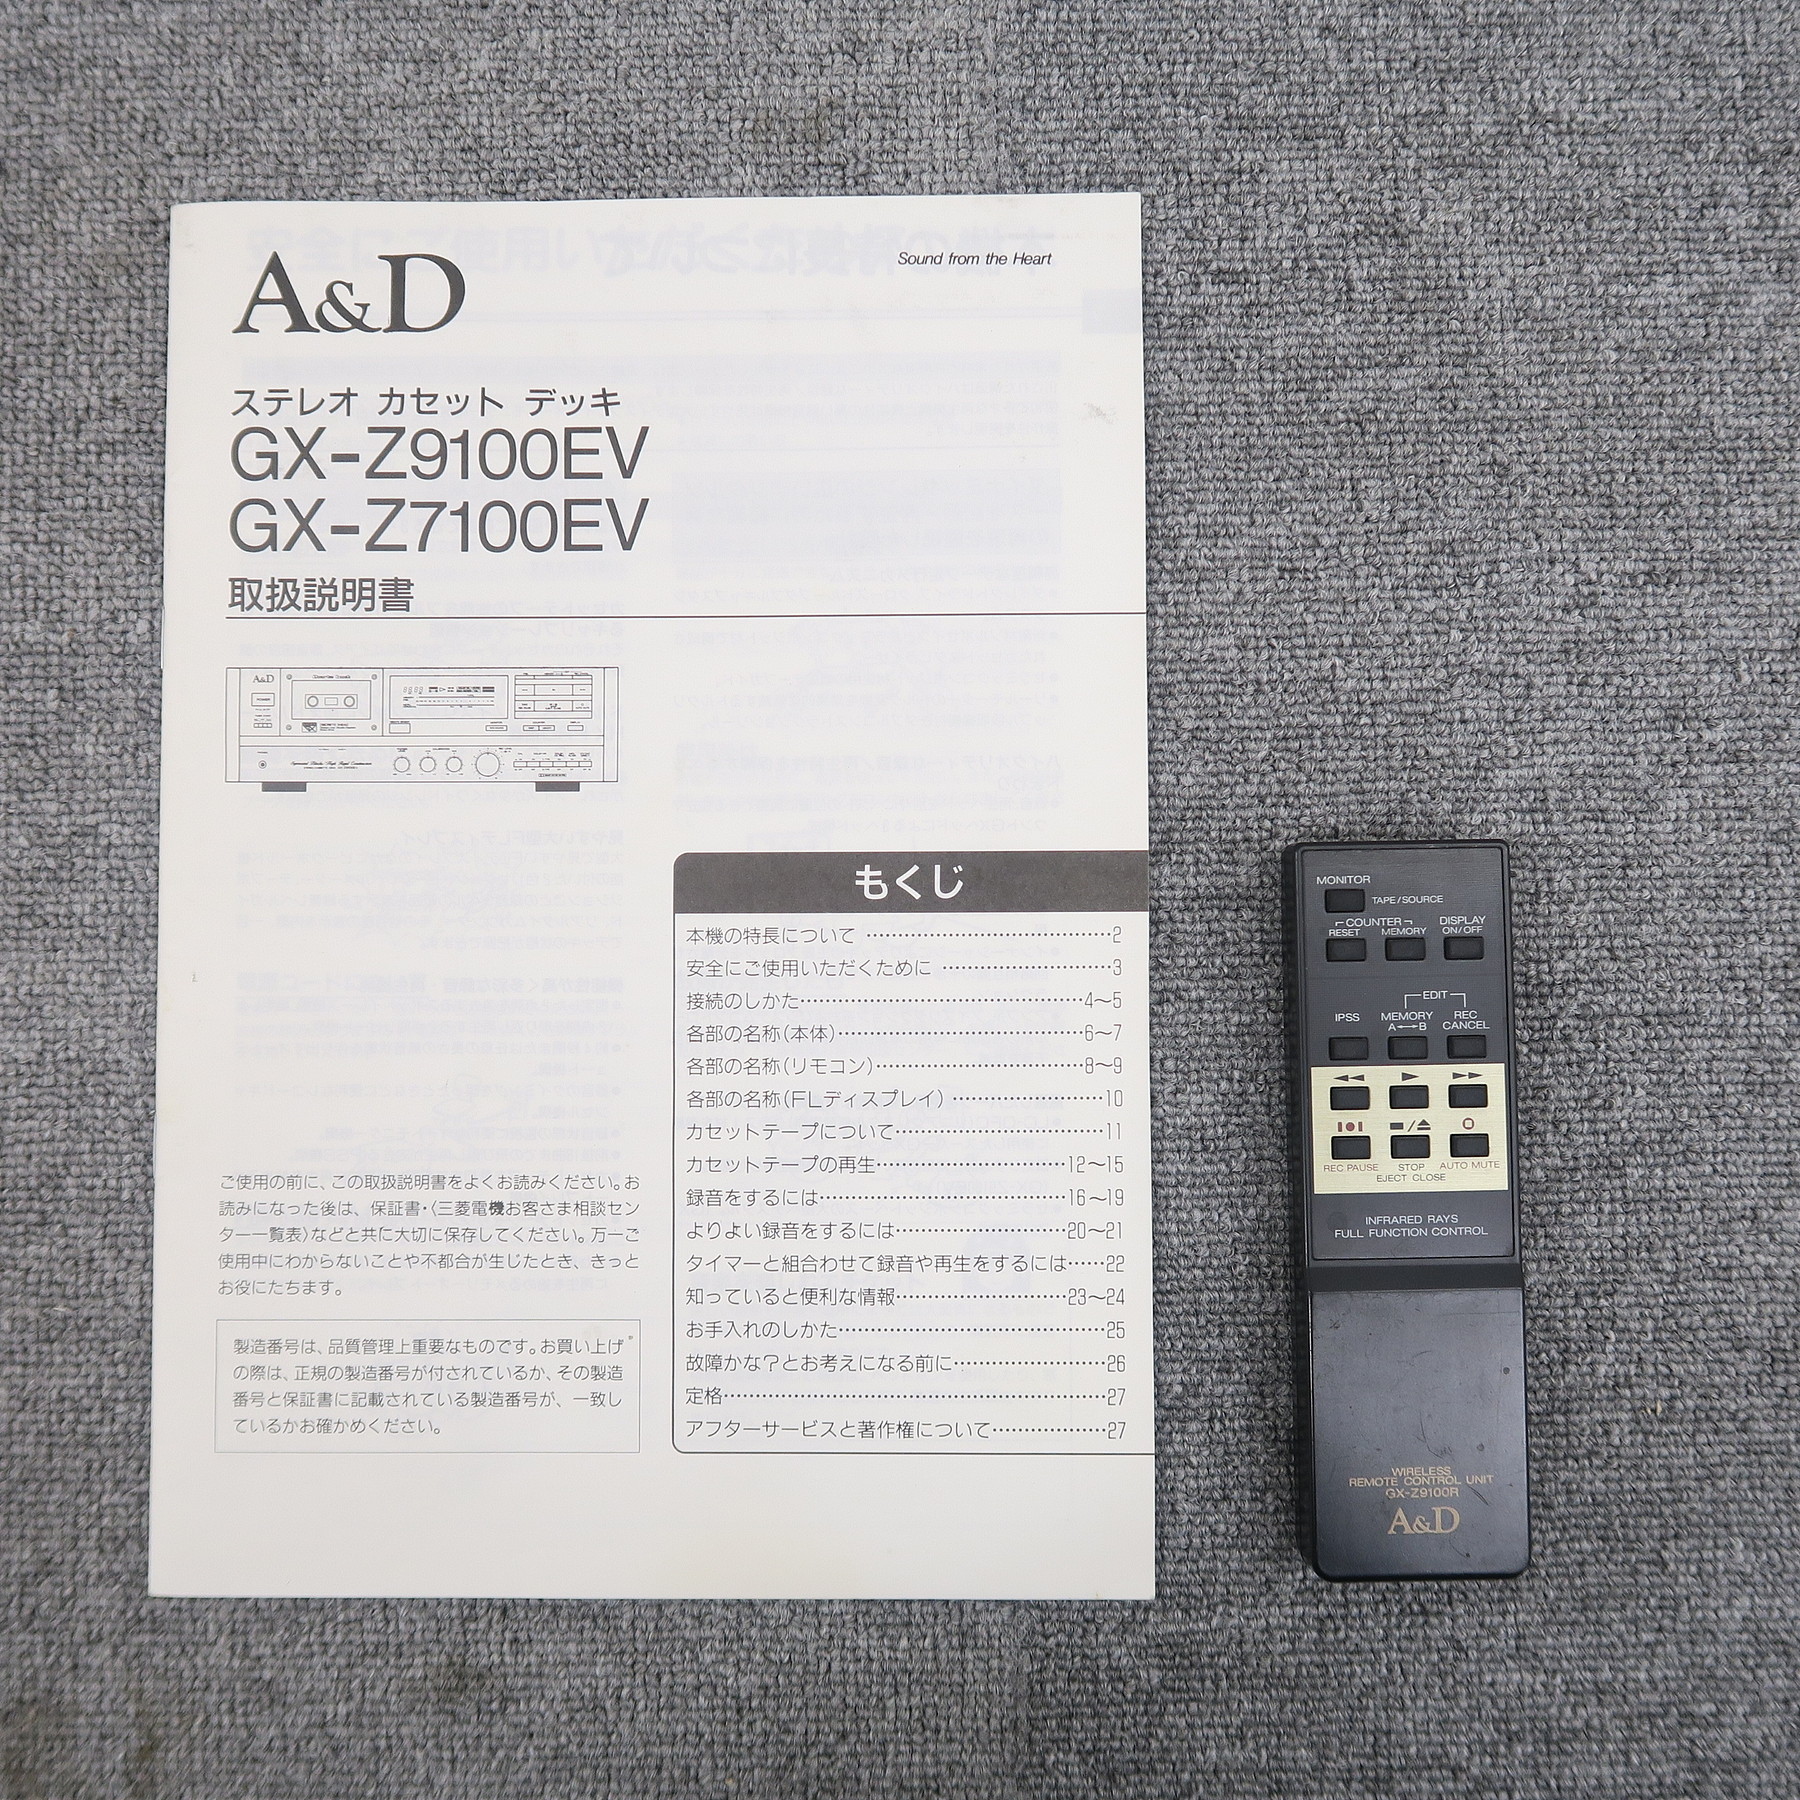 A&D
Sound from the Heart
ステレオ カセット デッキ
GX-Z9100EV
GX-Z7100EV
取扱説明書
A&D
もくじ
本機の特長について……………………………2
安全にご使用いただくために……………………3
接続のしかた……………………………………4〜5
各部の名称(本体)………………………………6〜7
各部の名称(リモコン)…………………………8〜9
各部の名称(FLディスプレイ)…………………10
カセットテープについて…………………………11
カセットテープの再生………………………12〜15
録音をするには………………………………16〜19
よりよい録音をするには……………………20〜21
タイマーと組合わせて録音や再生をするには……22
知っていると便利な情報……………………23〜24
お手入れのしかた…………………………………25
故障かな?とお考えになる前に…………………26
定格…………………………………………………27
アフターサービスと著作権について……………27
ご使用の前に、この取扱説明書をよくお読みください。お
読みになった後は、保証書・〈三菱電機お客さま相談セン
ター一覧表〉などと共に大切に保存してください。万一ご
使用中にわからないことや不都合が生じたとき、きっと
お役にたちます。
製造番号は、品質管理上重要なものです。お買い上げ
の際は、正規の製造番号が付されているか、その製造
番号と保証書に記載されている製造番号が、一致し
ているかお確かめください。
MONITOR
TAPE/SOURCE
COUNTER
DISPLAY
RESET MEMORY ON/OFF
EDIT
IPSS MEMORY REC
A↔B CANCEL
◀◀ ▶ ▶▶
■/▲
REC PAUSE STOP AUTO MUTE
EJECT CLOSE
INFRARED RAYS
FULL FUNCTION CONTROL
WIRELESS
REMOTE CONTROL UNIT
GX-Z9100R
A&D